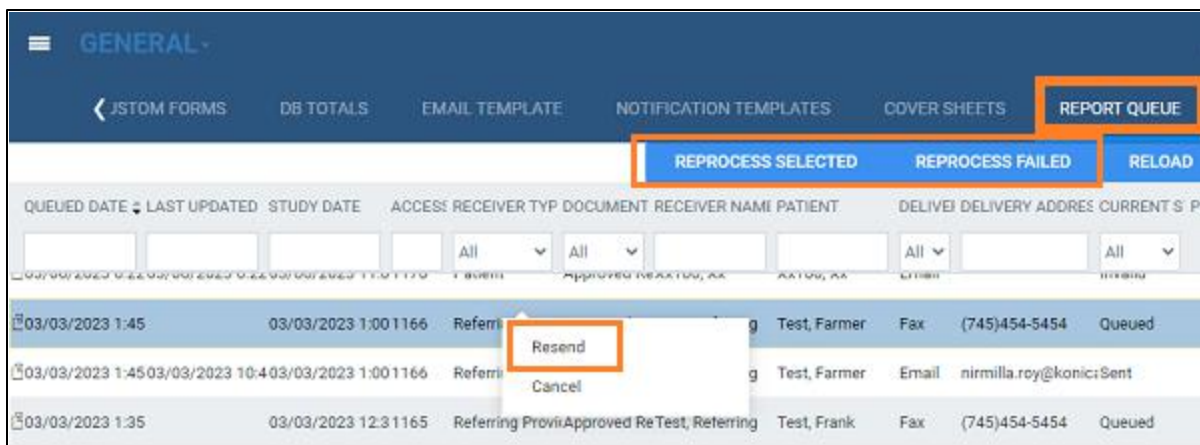 GENERAL
JSTOM FORMS DB TOTALS EMAIL TEMPLATE NOTIFICATION TEMPLATES COVER SHEETS REPORT QUEUE
REPROCESS SELECTED REPROCESS FAILED RELOAD
QUEUED DATE LAST UPDATED STUDY DATE ACCESS RECEIVER TYP DOCUMENT RECEIVER NAME PATIENT DELIVE DELIVERY ADDRES CURRENT S P
All All All All
03/03/2023 1:45 03/03/2023 1:00 1166 Referri g Test, Farmer Fax (745)454-5454 Queued
Resend
03/03/2023 1:45 03/03/2023 10:4 03/03/2023 1:00 1166 Referri g Test, Farmer Email nirmilla.roy@konica Sent
Cancel
03/03/2023 1:35 03/03/2023 12:3 1165 Referring Provi Approved Re Test, Referring Test, Frank Fax (745)454-5454 Queued